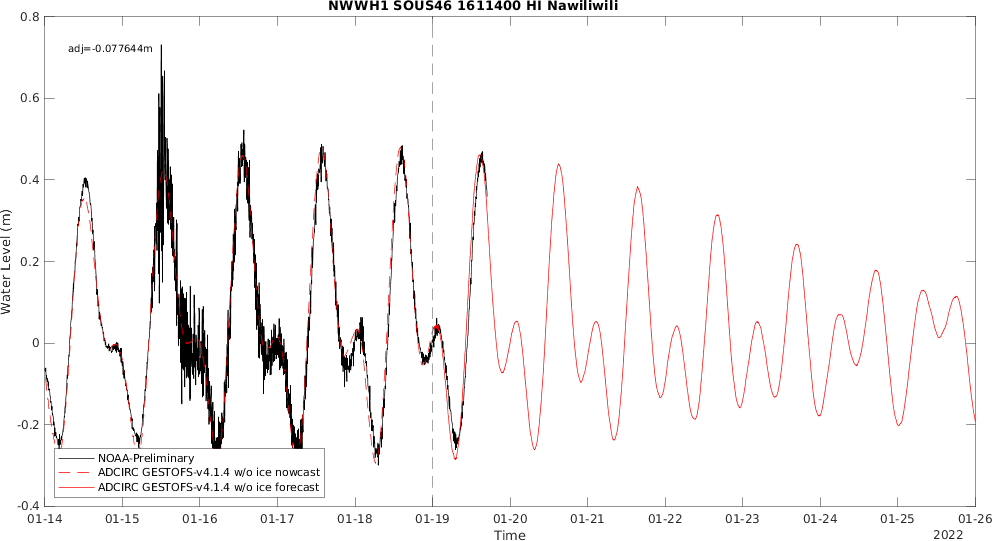 NWWH1 SOUS46 1611400 HI Nawiliwili
adj=-0.077644m
0.8
0.6
0.4
0.2
0
-0.2
-0.4
Water Level (m)
NOAA-Preliminary
ADCIRC GESTOFS-v4.1.4 w/o ice nowcast
ADCIRC GESTOFS-v4.1.4 w/o ice forecast
01-14 01-15 01-16 01-17 01-18 01-19 01-20 01-21 01-22 01-23 01-24 01-25 01-26
Time
2022